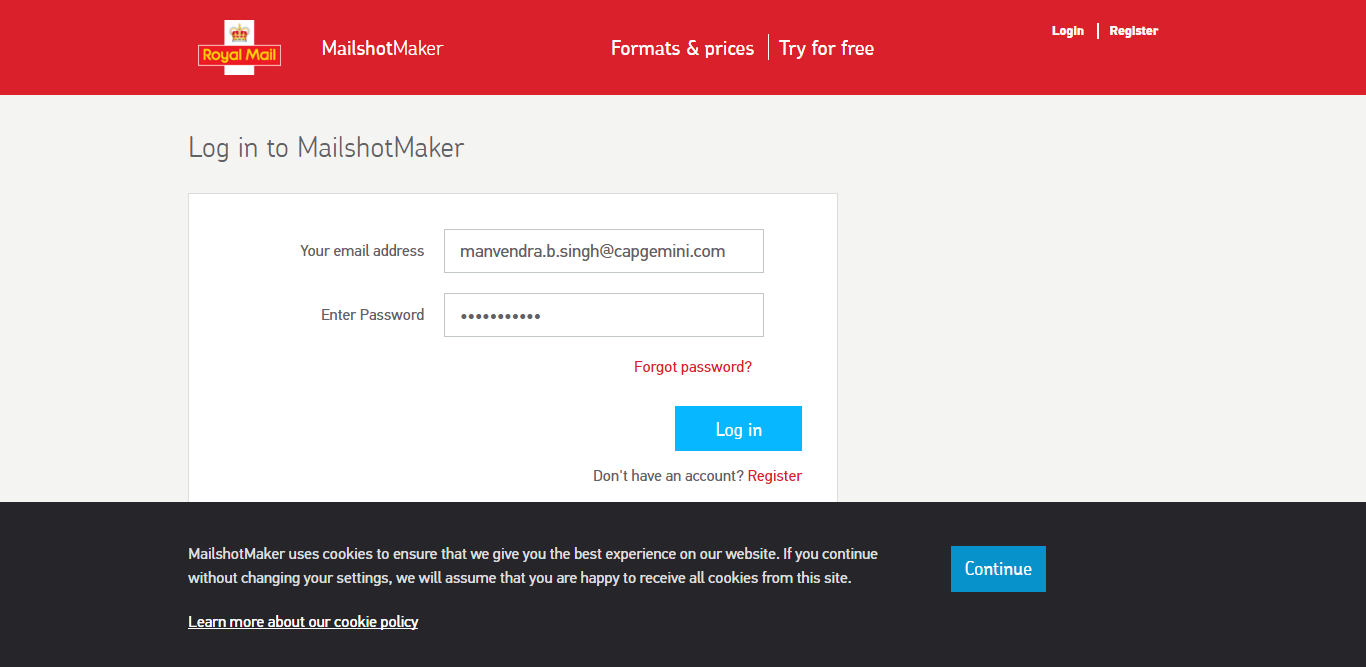 Royal Mail
MailshotMaker
Formats & prices
Try for free
Login
Register
Log in to MailshotMaker
Your email address
manvendra.b.singh@capgemini.com
Enter Password
•••••••••••
Forgot password?
Log in
Don't have an account? Register
MailshotMaker uses cookies to ensure that we give you the best experience on our website. If you continue
without changing your settings, we will assume that you are happy to receive all cookies from this site.
Continue
Learn more about our cookie policy